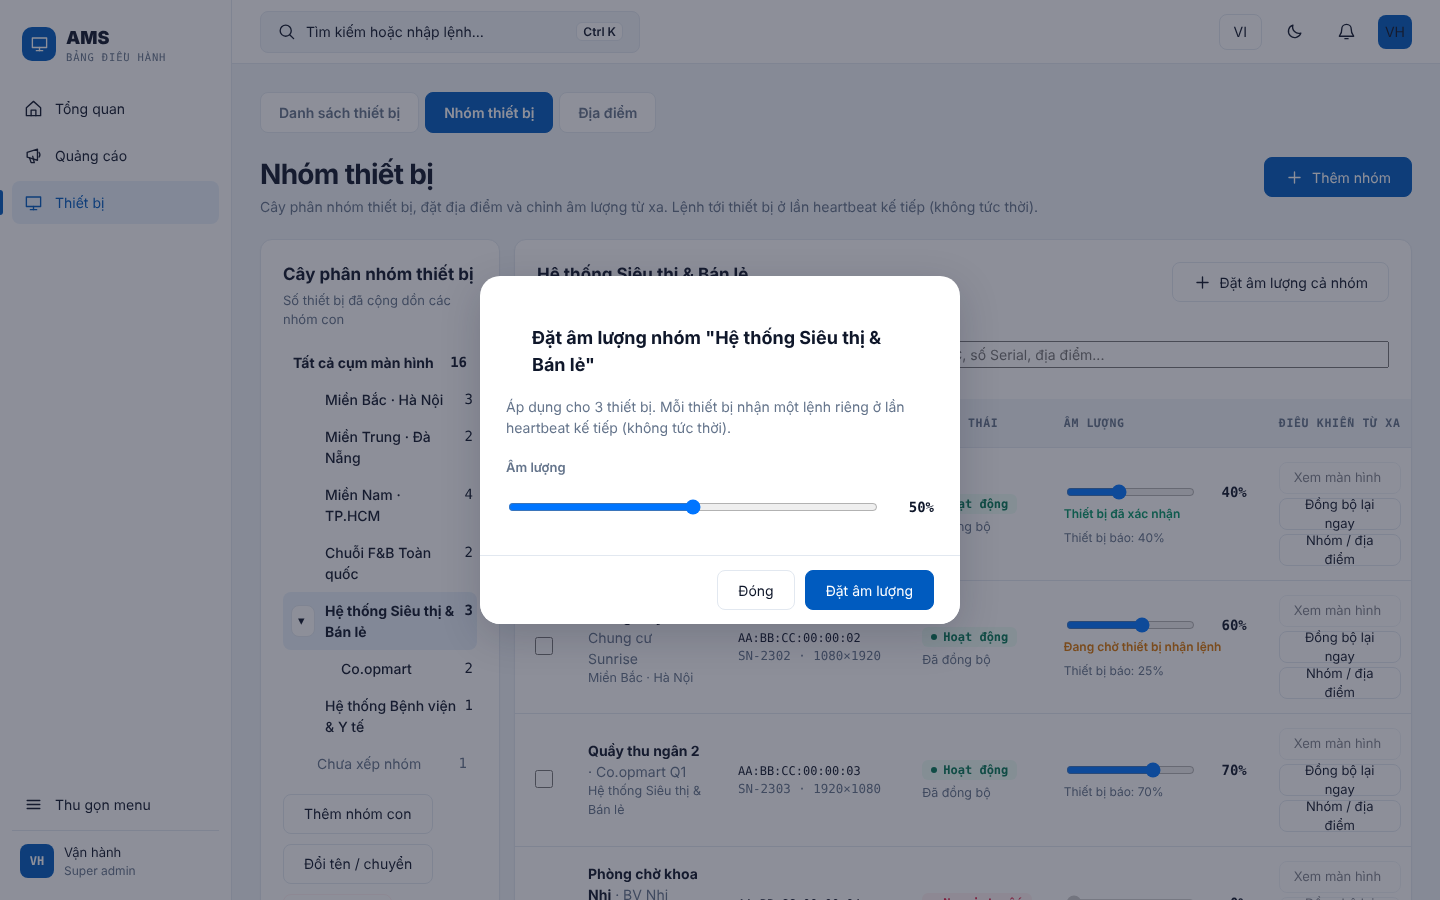 AMS
BẢNG ĐIỀU HÀNH
Tổng quan
Quảng cáo
Thiết bị
Thu gọn menu
VH
Vận hành
Super admin
Tìm kiếm hoặc nhập lệnh...
Ctrl K
VI
VH
Danh sách thiết bị
Nhóm thiết bị
Địa điểm
Nhóm thiết bị
Cây phân nhóm thiết bị, đặt địa điểm và chỉnh âm lượng từ xa. Lệnh tới thiết bị ở lần heartbeat kế tiếp (không tức thời).
Thêm nhóm
Cây phân nhóm thiết bị
Số thiết bị đã cộng dồn các
nhóm con
Tất cả cụm màn hình 16
Miền Bắc · Hà Nội 3
Miền Trung · Đà 2
Nẵng
Miền Nam · 4
TP.HCM
Chuỗi F&B Toàn 2
quốc
Hệ thống Siêu thị & 3
Bán lẻ
Co.opmart 2
Hệ thống Bệnh viện 1
& Y tế
Chưa xếp nhóm 1
Thêm nhóm con
Đổi tên / chuyển
Hệ thống Siêu thị & Bán lẻ
Đặt âm lượng cả nhóm
số Serial, địa điểm...
THÁI
ÂM LƯỢNG
ĐIỀU KHIỂN TỪ XA
40%
Thiết bị đã xác nhận
Thiết bị báo: 40%
Xem màn hình
Đồng bộ lại
ngay
Nhóm / địa
điểm
Chung cư
Sunrise
Miền Bắc · Hà Nội
AA:BB:CC:00:00:02
SN-2302 · 1080×1920
Hoạt động
Đã đồng bộ
60%
Đang chờ thiết bị nhận lệnh
Thiết bị báo: 25%
Xem màn hình
Đồng bộ lại
ngay
Nhóm / địa
điểm
Quầy thu ngân 2
· Co.opmart Q1
Hệ thống Siêu thị &
Bán lẻ
AA:BB:CC:00:00:03
SN-2303 · 1920×1080
Hoạt động
Đã đồng bộ
70%
Thiết bị báo: 70%
Xem màn hình
Đồng bộ lại
ngay
Nhóm / địa
điểm
Phòng chờ khoa
Nhi · BV Nhi
Xem màn hình
Đặt âm lượng nhóm "Hệ thống Siêu thị &
Bán lẻ"
Áp dụng cho 3 thiết bị. Mỗi thiết bị nhận một lệnh riêng ở lần
heartbeat kế tiếp (không tức thời).
Âm lượng
50%
Đóng
Đặt âm lượng